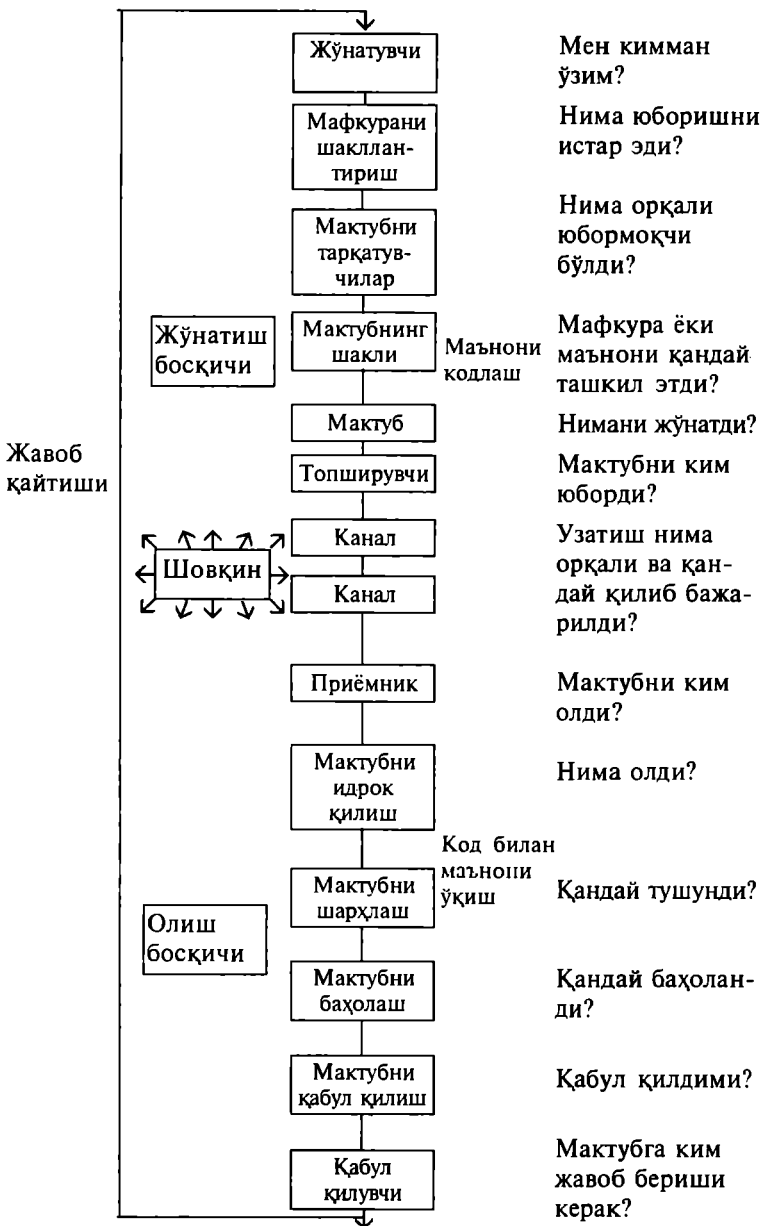 Жўнатувчи
Мен кимман
ўзим?
Мафкурани
шакллан-
тириш
Нима юборишни
истар эди?
Мактубни
тарқатув-
чилар
Нима орқали
юбормоқчи
бўлди?
Жўнатиш
босқичи
Мактубнинг
шакли
Маънони
кодлаш
Мафкура ёки
маънони қандай
ташкил этди?
Мактуб
Нимани жўнатди?
Жавоб
қайтиши
Топширувчи
Мактубни ким
юборди?
Шовқин
Канал
Канал
Узатиш нима
орқали ва қан-
дай қилиб бажа-
рилди?
Приёмник
Мактубни ким
олди?
Мактубни
идрок
қилиш
Нима олди?
Код билан
маънони
ўқиш
Мактубни
шарҳлаш
Қандай тушунди?
Олиш
босқичи
Мактубни
баҳолаш
Қандай баҳолан-
ди?
Мактубни
қабул қилиш
Қабул қилдими?
Қабул
қилувчи
Мактубга ким
жавоб бериши
керак?